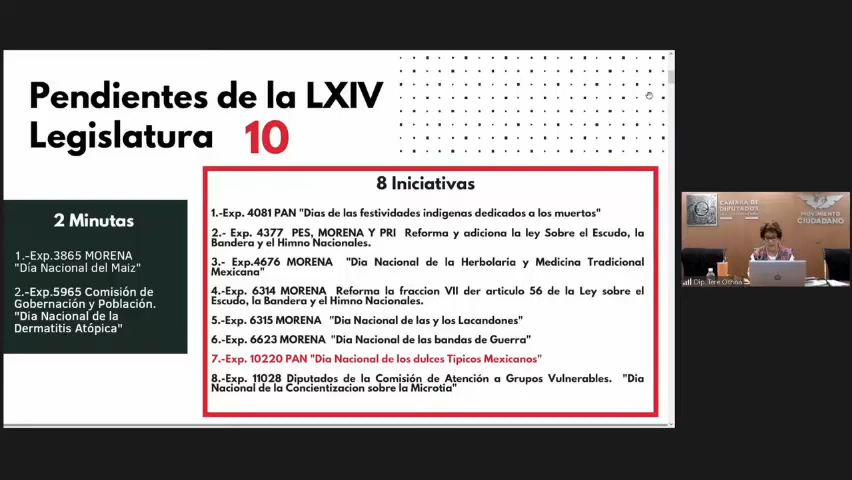 Pendientes de la LXIV
Legislatura 10
8 Iniciativas
1.-Exp. 4081 PAN "Dias de las festividades indigenas dedicados a los muertos"
2.- Exp. 4377 PES, MORENA Y PRI Reforma y adiciona la ley Sobre el Escudo, la
Bandera y el Himno Nacionales.
3.- Exp.4676 MORENA "Dia Nacional de la Herbolaria y Medicina Tradicional
Mexicana"
4.-Exp. 6314 MORENA Reforma la fraccion VII der articulo 56 de la Ley sobre el
Escudo, la Bandera y el Himno Nacionales.
5.-Exp. 6315 MORENA "Dia Nacional de las y los Lacandones"
6.-Exp. 6623 MORENA "Dia Nacional de las bandas de Guerra"
7.-Exp. 10220 PAN "Dia Nacional de los dulces Tipicos Mexicanos"
8.-Exp. 11028 Diputados de la Comisión de Atención a Grupos Vulnerables. "Dia
Nacional de la Concientizacion sobre la Microtia"
2 Minutas
1.-Exp.3865 MORENA
"Día Nacional del Maiz"
2.-Exp.5965 Comisión de
Gobernación y Población.
"Dia Nacional de la
Dermatitis Atópica"
CÁMARA DE
DIPUTADOS
MOVIMIENTO
CIUDADANO
Dip. Tere Ochoa